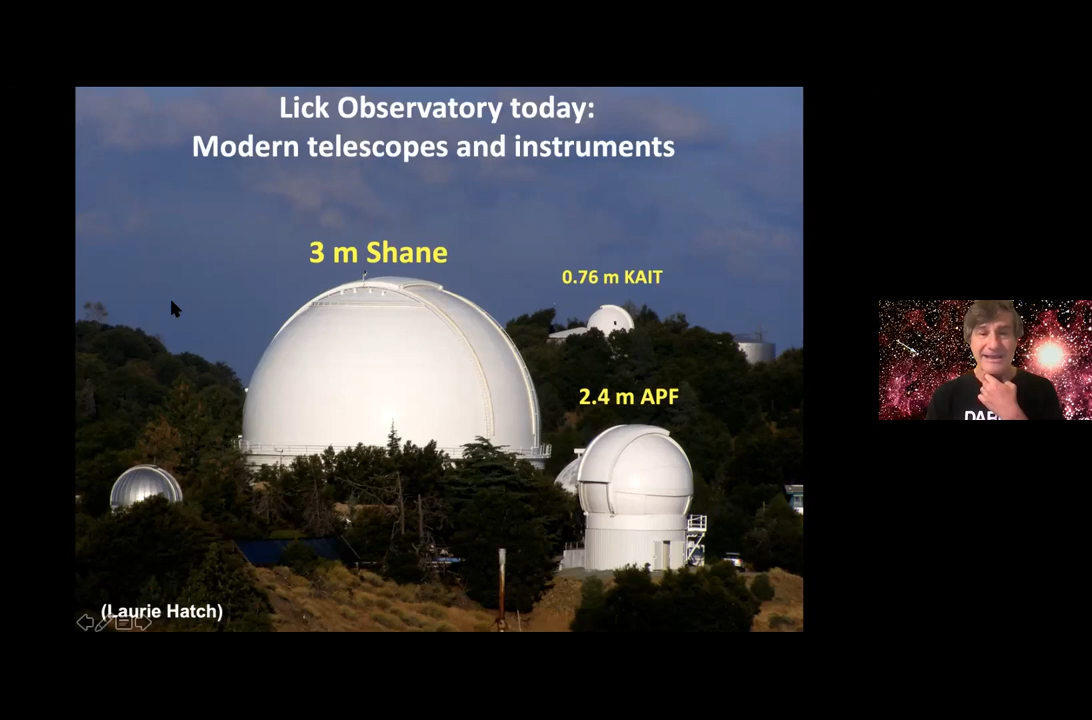 Lick Observatory today:
Modern telescopes and instruments
3 m Shane
0.76 m KAIT
2.4 m APF
(Laurie Hatch)